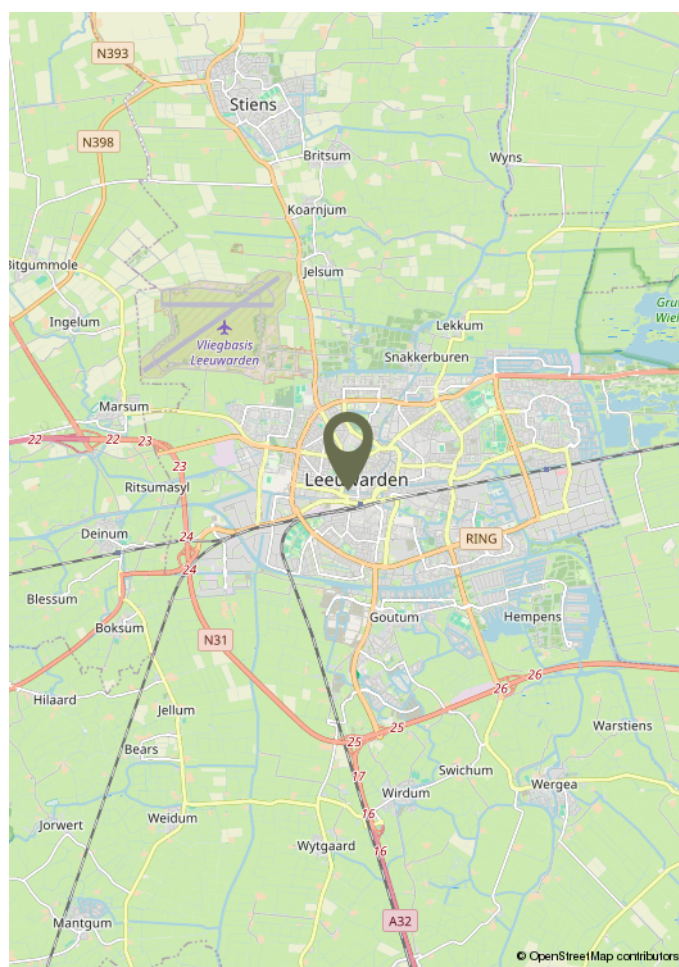 N393
Stiens
N398
Britsum
Wyns
Koarnjum
Bitgummole
Jelsum
Ingelum
Vliegbasis
Leeuwarden
Lekkum
Snakkerburen
Marsum
22
22
23
23
Leeuwarden
Ritsumasyl
Deinum
24
24
RING
Blessum
Boksum
Goutum
Hempens
N31
Hilaard
Jellum
26
26
25
25
Bears
Warstiens
17
Swichum
Wergea
Wirdum
16
16
Weidum
Jorwert
Wytgaard
Mantgum
A32
© OpenStreetMap contributors